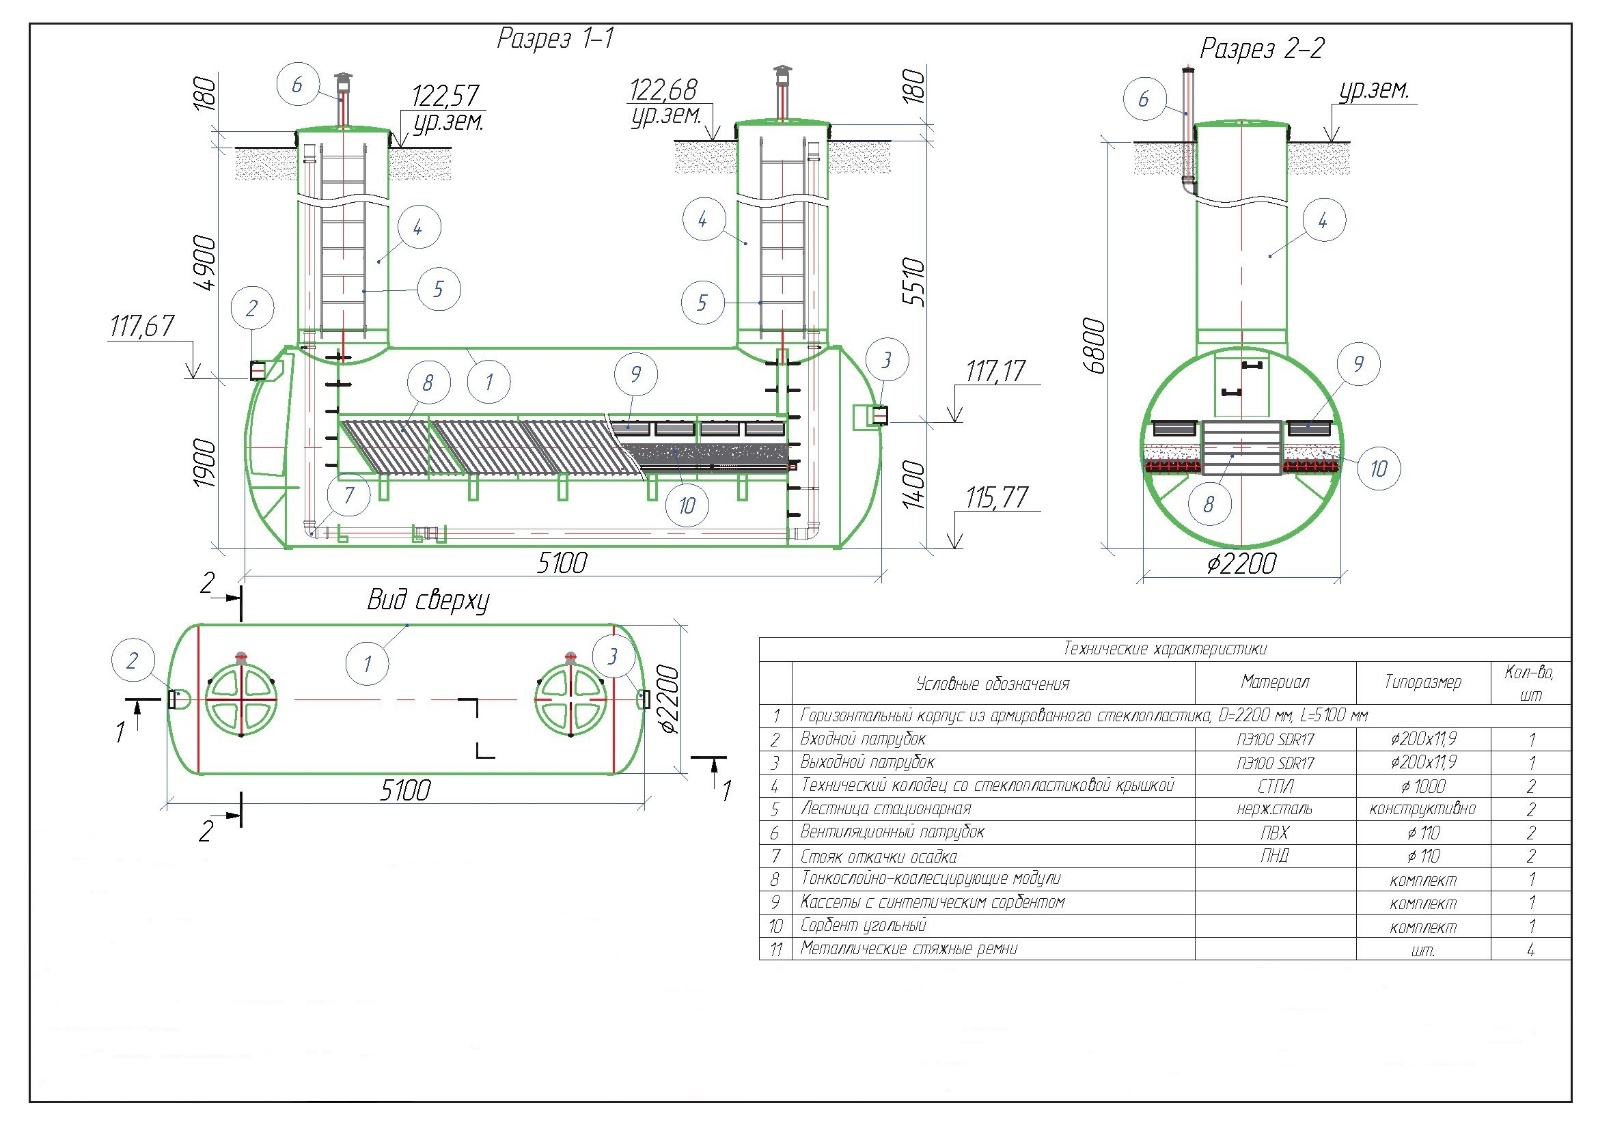 Разрез 1-1
Разрез 2-2
180
6
122,57
ур.зем.
122,68
ур.зем.
180
6
ур.зем.
4
5
4
5
4
4900
5510
6800
2
117,67
1
8
9
3
117,17
9
1900
7
10
1400
115,77
8
10
5100
⌀2200
2
Вид сверху
2
1
3
1
1
⌀2200
5100
2
Технические характеристики
Условные обозначения Материал Типоразмер Кол-во,
шт
1 Горизонтальный корпус из армированного стеклопластика, D=2200 мм, L=5100 мм
2 Входной патрубок ПЭ100 SDR17 ⌀200х11,9 1
3 Выходной патрубок ПЭ100 SDR17 ⌀200х11,9 1
4 Технический колодец со стеклопластиковой крышкой СТПЛ ⌀1000 2
5 Лестница стационарная нерж.сталь конструктивно 2
6 Вентиляционный патрубок ПВХ ⌀110 2
7 Стояк откачки осадка ПНД ⌀110 2
8 Тонкослойно-коалесцирующие модули комплект 1
9 Кассеты с синтетическим сорбентом комплект 1
10 Сорбент угольный комплект 1
11 Металлические стяжные ремни шт. 4